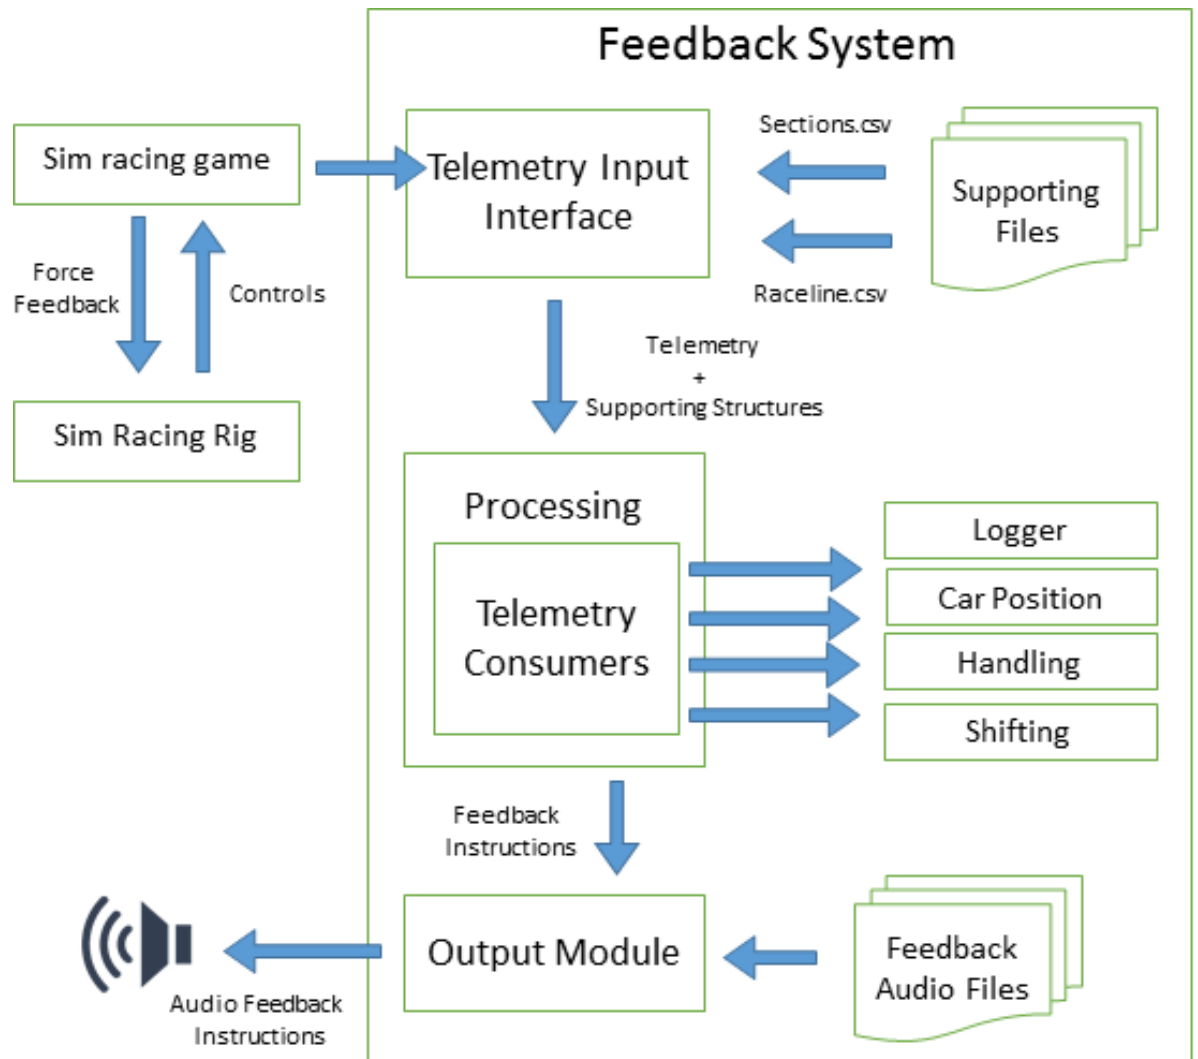 Feedback System
Sim racing game
Telemetry Input
Interface
Sections.csv
Supporting
Files
Raceline.csv
Force
Feedback
Controls
Telemetry
+
Supporting Structures
Sim Racing Rig
Processing
Telemetry
Consumers
Logger
Car Position
Handling
Shifting
Feedback
Instructions
Output Module
Feedback
Audio Files
Audio Feedback
Instructions